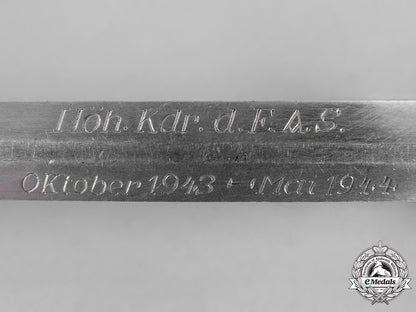 Höh. Kdr. d. F. A. S.
Oktober 1943 - Mai 1944
eMedals